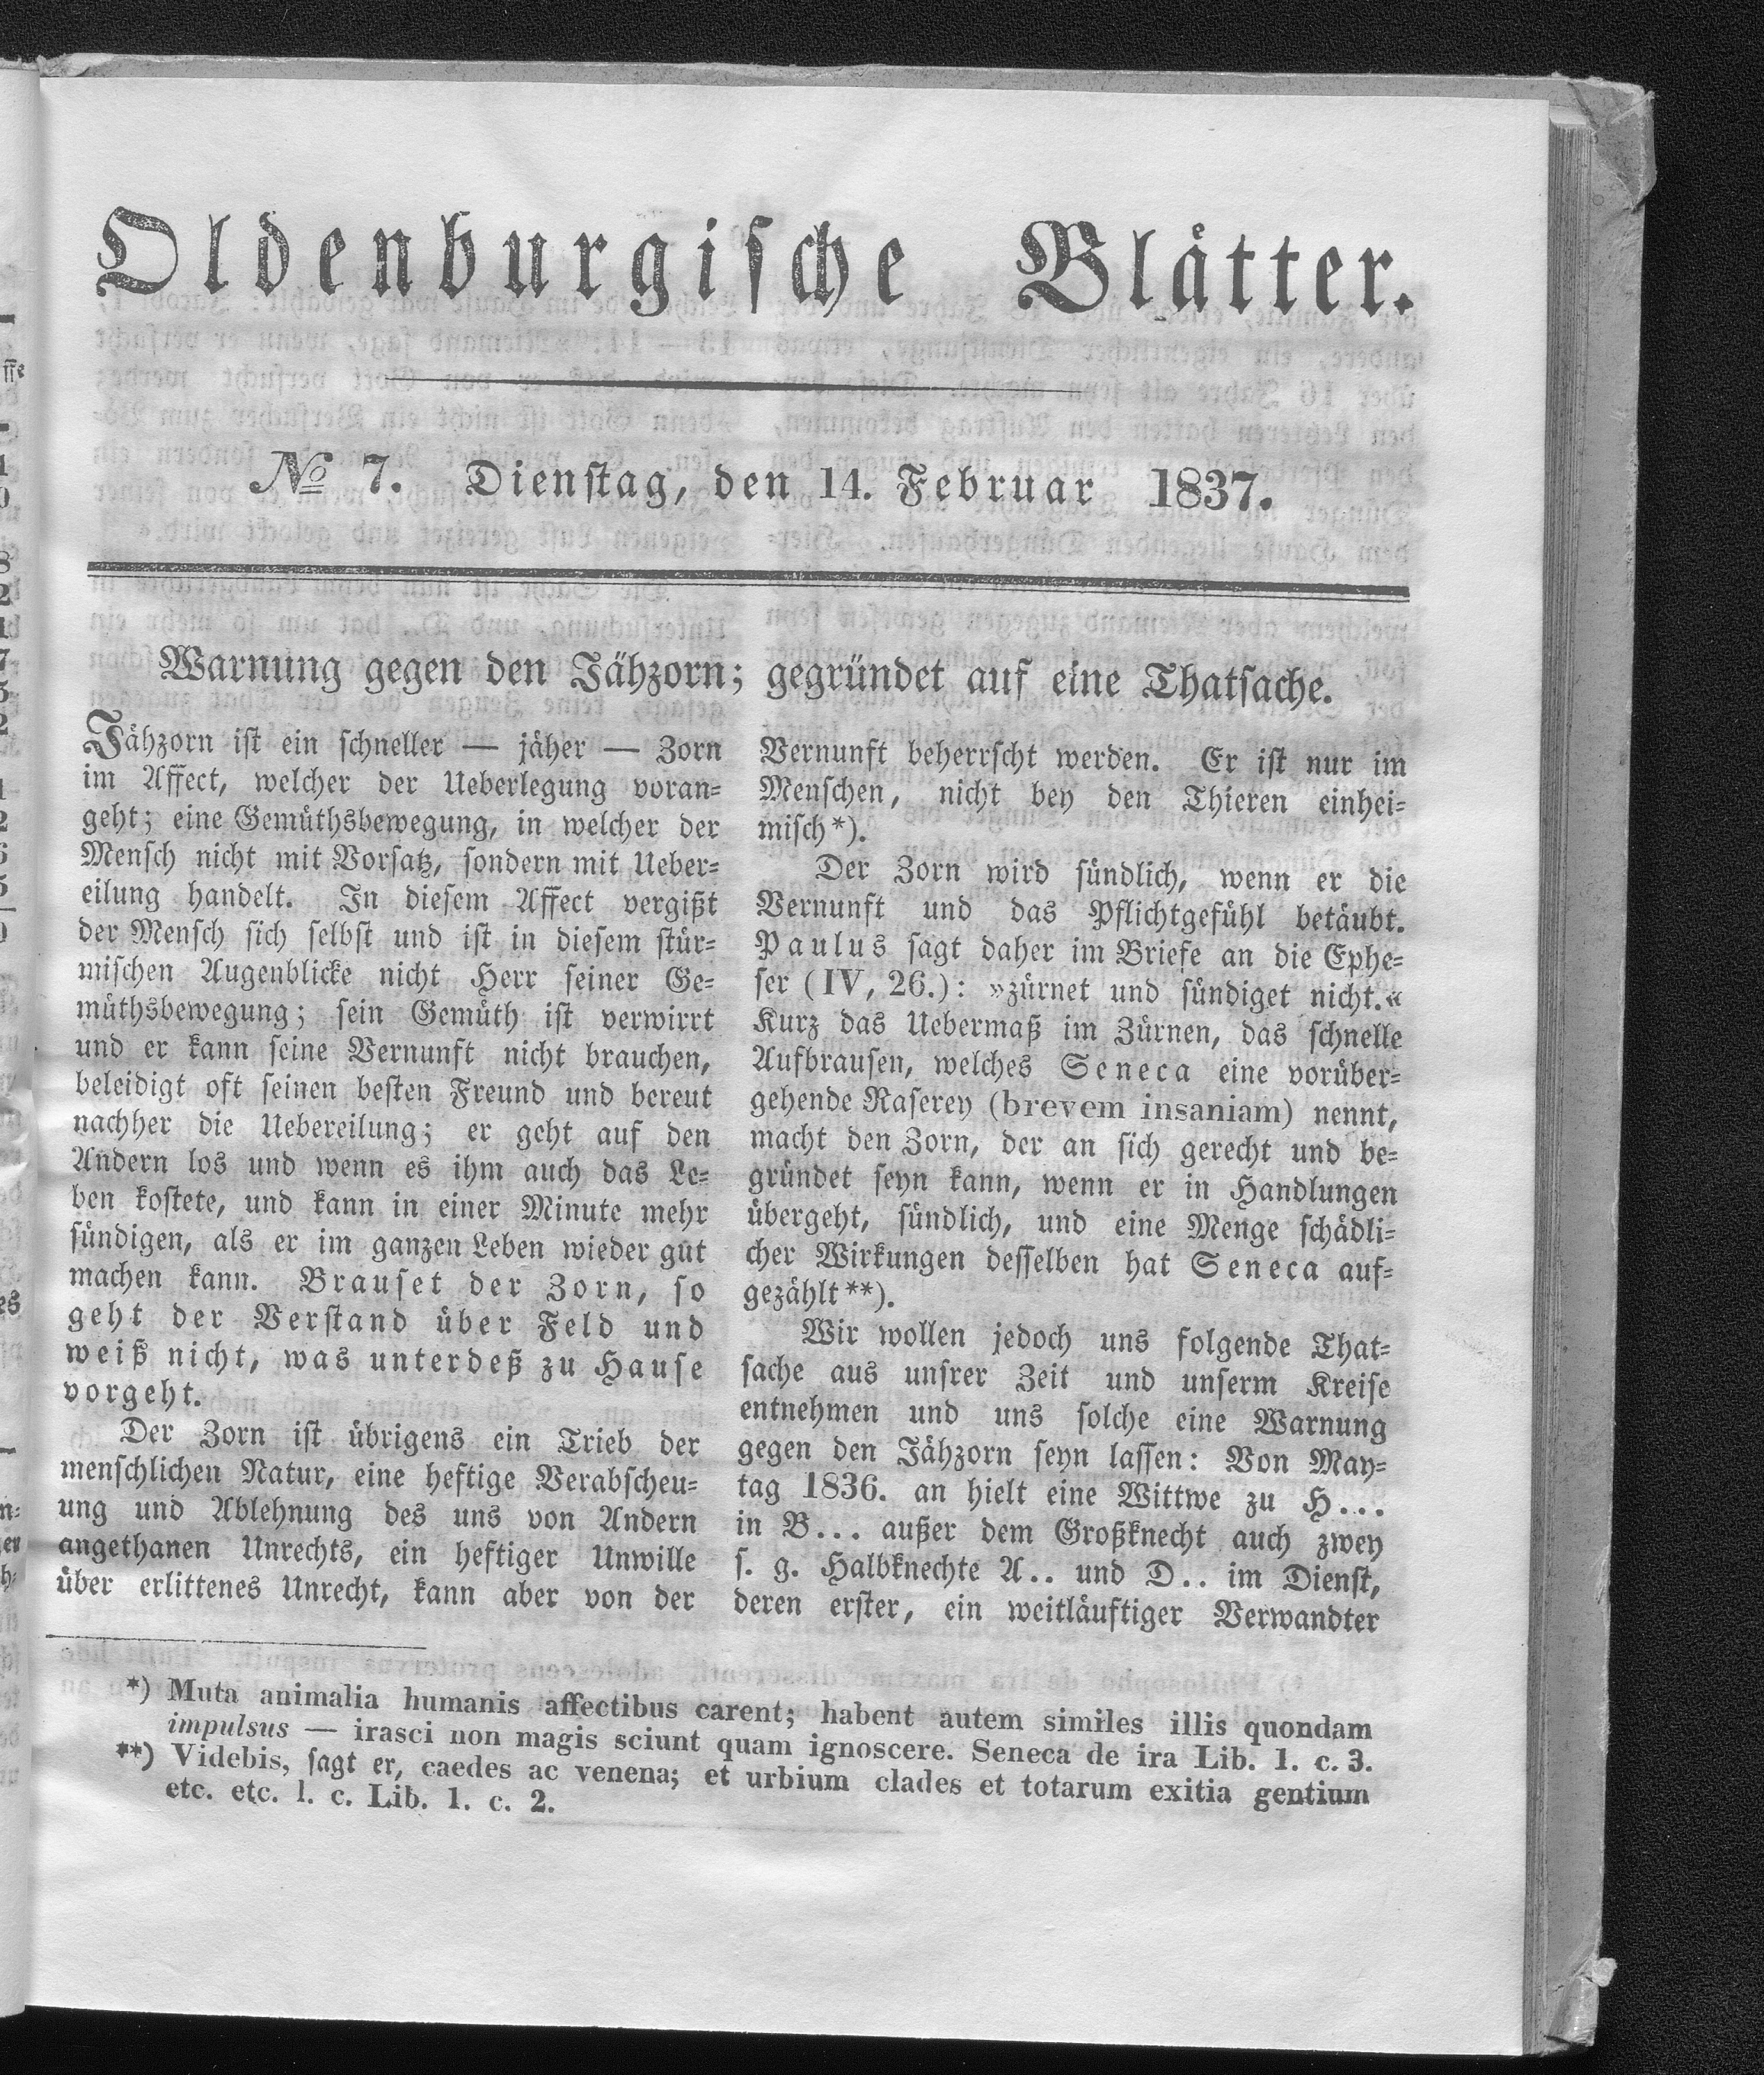 Oldenburgische Blätter.
No 7. Dienstag, den 14. Februar 1837.
Warnung gegen den Jähzorn; gegründet auf eine Thatsache.
Jähzorn ist ein schneller — jäher — Zorn
im Affect, welcher der Ueberlegung voran-
geht; eine Gemüthsbewegung, in welcher der
Mensch nicht mit Vorsatz, sondern mit Ueber-
eilung handelt. In diesem Affect vergißt
der Mensch sich selbst und ist in diesem stür-
mischen Augenblicke nicht Herr seiner Ge-
müthsbewegung; sein Gemüth ist verwirrt
und er kann seine Vernunft nicht brauchen,
beleidigt oft seinen besten Freund und bereut
nachher die Uebereilung; er geht auf den
Andern los und wenn es ihm auch das Le-
ben kostete, und kann in einer Minute mehr
sündigen, als er im ganzen Leben wieder gut
machen kann. Brauset der Zorn, so
geht der Verstand über Feld und
weiß nicht, was unterdeß zu Hause
vorgeht.
Der Zorn ist übrigens ein Trieb der
menschlichen Natur, eine heftige Verabscheu-
ung und Ablehnung des uns von Andern
angethanen Unrechts, ein heftiger Unwille
über erlittenes Unrecht, kann aber von der
Vernunft beherrscht werden. Er ist nur im
Menschen, nicht bey den Thieren einhei-
misch*).
Der Zorn wird sündlich, wenn er die
Vernunft und das Pflichtgefühl betäubt.
Paulus sagt daher im Briefe an die Ephe-
ser (IV, 26.): »zürnet und sündiget nicht.«
Kurz das Uebermaß im Zürnen, das schnelle
Aufbrausen, welches Seneca eine vorüber-
gehende Raserey (brevem insaniam) nennt,
macht den Zorn, der an sich gerecht und be-
gründet seyn kann, wenn er in Handlungen
übergeht, sündlich, und eine Menge schädli-
cher Wirkungen desselben hat Seneca auf-
gezählt**).
Wir wollen jedoch uns folgende That-
sache aus unsrer Zeit und unserm Kreise
entnehmen und uns solche eine Warnung
gegen den Jähzorn seyn lassen: Von May-
tag 1836. an hielt eine Wittwe zu H...
in B... außer dem Großknecht auch zwey
s. g. Halbknechte A.. und D.. im Dienst,
deren erster, ein weitläuftiger Verwandter
*) Muta animalia humanis affectibus carent; habent autem similes illis quondam
impulsus — irasci non magis sciunt quam ignoscere. Seneca de ira Lib. 1. c. 3.
**) Videbis, sagt er, caedes ac venena; et urbium clades et totarum exitia gentium
etc. etc. l. c. Lib. 1. c. 2.